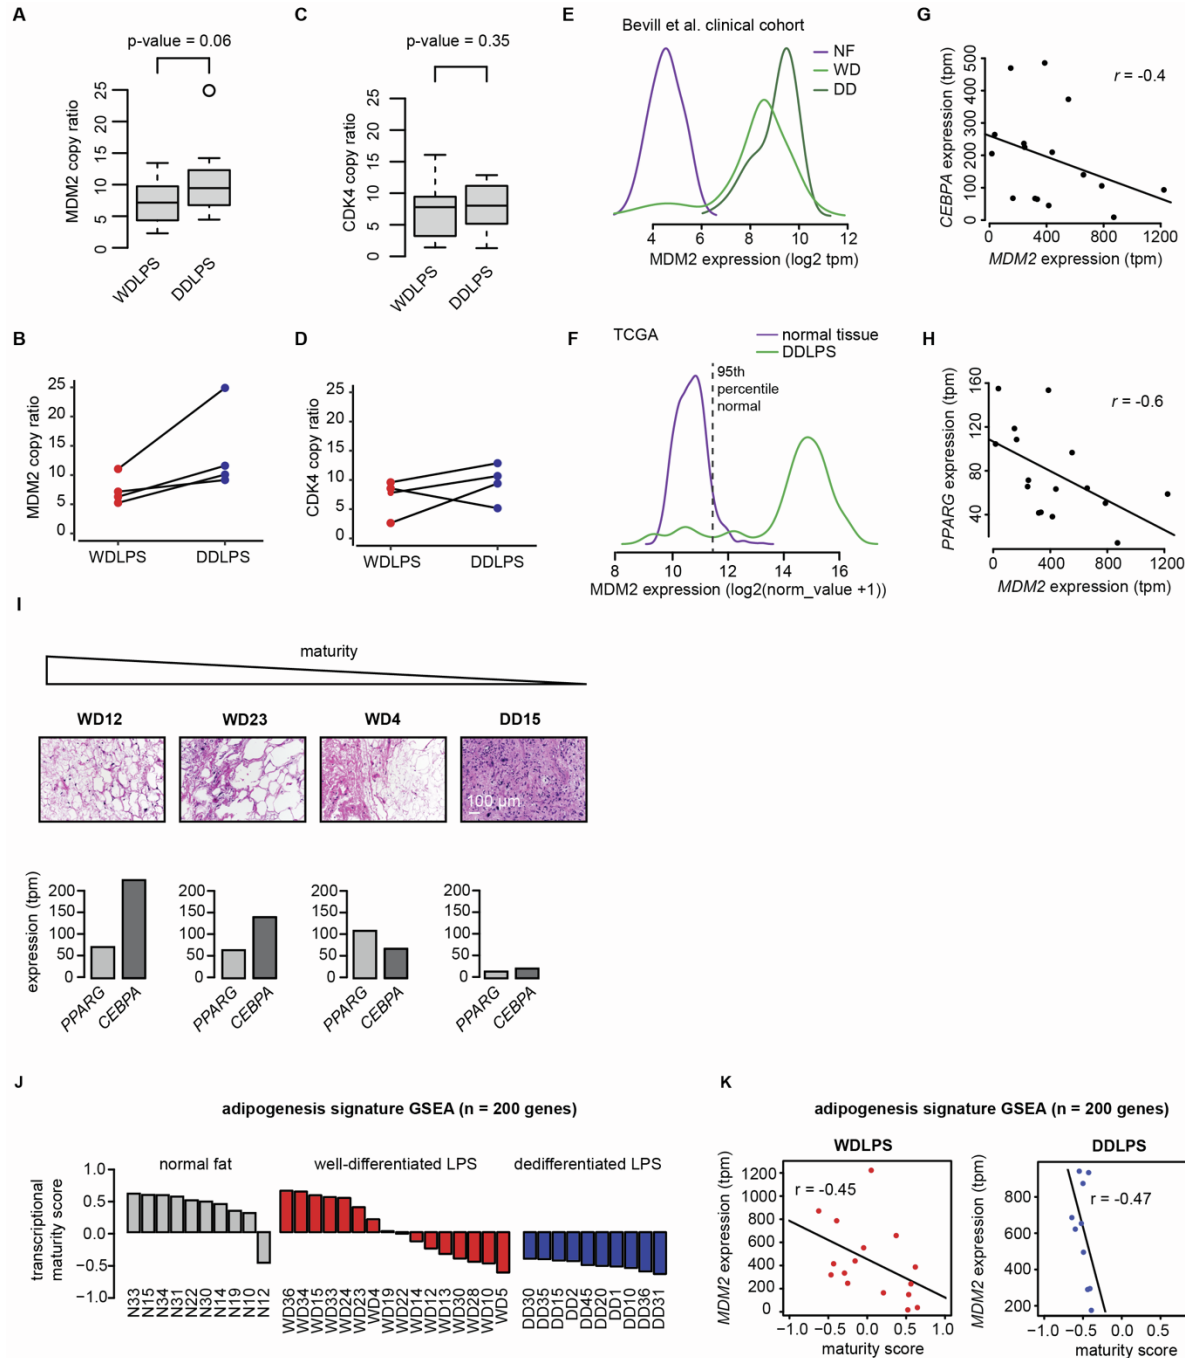 A
p-value = 0.06
MDM2 copy ratio
25
20
15
10
5
0
WDLPS
DDLPS
C
p-value = 0.35
CDK4 copy ratio
25
20
15
10
5
0
WDLPS
DDLPS
E
Bevill et al. clinical cohort
NF
WD
DD
4
6
8
10
12
MDM2 expression (log2 tpm)
G
r = -0.4
CEBPA expression (tpm)
500
400
300
200
100
0
0
400
800
1200
MDM2 expression (tpm)
B
MDM2 copy ratio
25
20
15
10
5
0
WDLPS
DDLPS
D
CDK4 copy ratio
25
20
15
10
5
0
WDLPS
DDLPS
F
TCGA
normal tissue
DDLPS
95th
percentile
normal
8
10
12
14
16
MDM2 expression (log2(norm_value +1))
H
r = -0.6
PPARG expression (tpm)
160
120
80
40
0
400
800
1200
MDM2 expression (tpm)
I
maturity
WD12
WD23
WD4
DD15
100 µm
expression (tpm)
200
150
100
50
0
PPARG
CEBPA
200
150
100
50
0
PPARG
CEBPA
200
150
100
50
0
PPARG
CEBPA
200
150
100
50
0
PPARG
CEBPA
J
adipogenesis signature GSEA (n = 200 genes)
normal fat
well-differentiated LPS
dedifferentiated LPS
transcriptional
maturity score
1.0
0.5
0.0
−0.5
−1.0
N33
N15
N34
N31
N22
N30
N14
N19
N10
N12
WD36
WD34
WD15
WD33
WD24
WD23
WD4
WD19
WD22
WD14
WD12
WD13
WD30
WD28
WD10
WD5
DD30
DD35
DD15
DD2
DD45
DD20
DD1
DD10
DD36
DD31
K
adipogenesis signature GSEA (n = 200 genes)
WDLPS
r = -0.45
MDM2 expression (tpm)
1200
1000
800
600
400
200
0
−1.0
−0.5
0.0
0.5
1.0
maturity score
DDLPS
r = -0.47
MDM2 expression (tpm)
800
600
400
200
−1.0
−0.5
0.0
0.5
maturity score